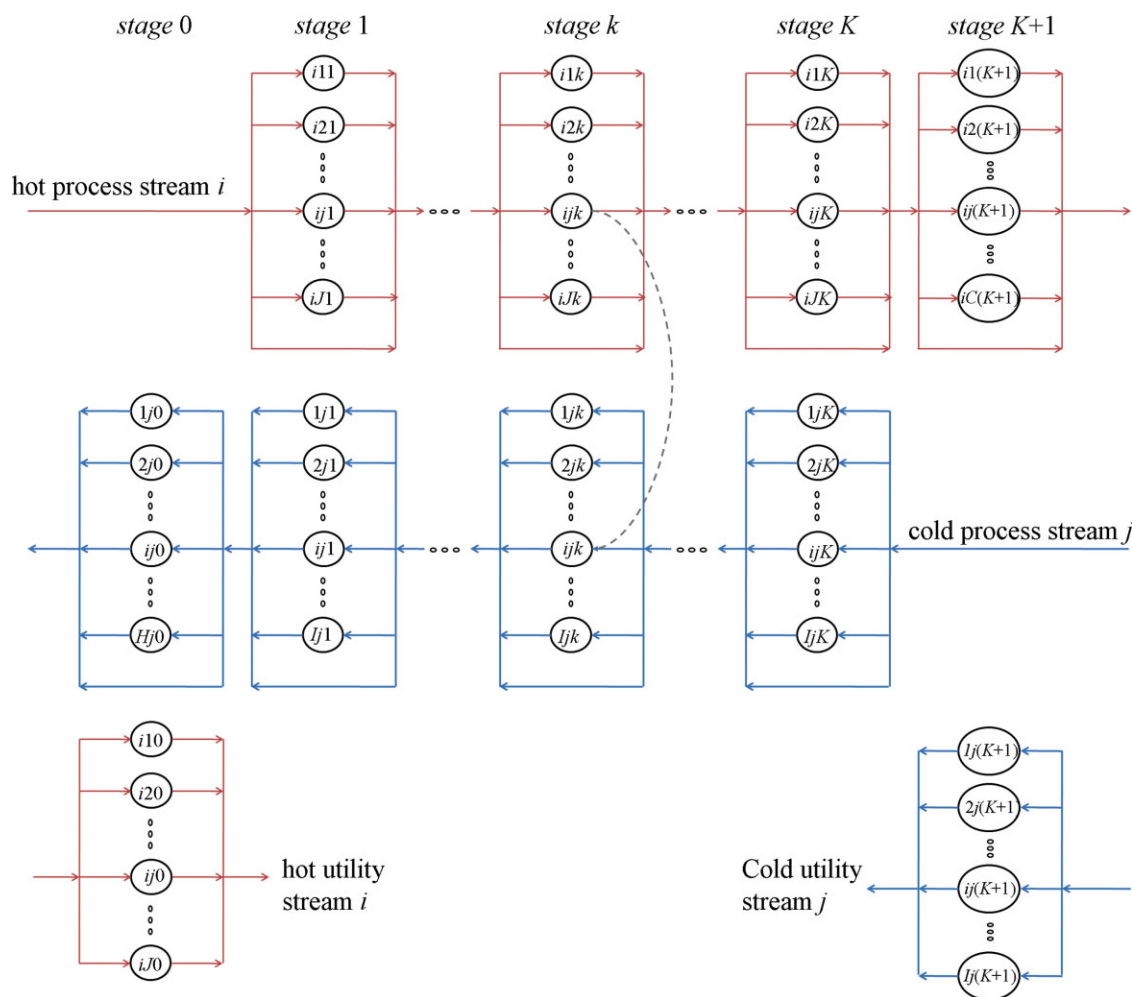 stage 0 stage 1 stage k stage K stage K+1
i11 i1k i1K i1(K+1)
i21 i2k i2K i2(K+1)
hot process stream i
ij1 ijk ijK ij(K+1)
iJ1 iJk iJK iC(K+1)
1j0 1j1 1jk 1jK
2j0 2j1 2jk 2jK
cold process stream j
ij0 ij1 ijk ijK
Hj0 Ij1 Ijk IjK
i10 1j(K+1)
i20 2j(K+1)
ij0 hot utility Cold utility ij(K+1)
stream i stream j
iJ0 Ij(K+1)